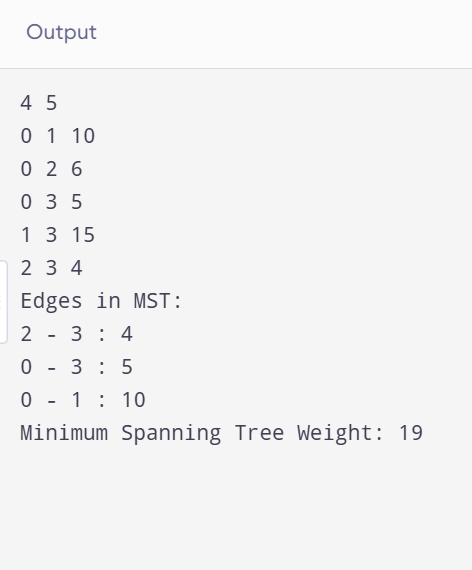 Output
4 5
0 1 10
0 2 6
0 3 5
1 3 15
2 3 4
Edges in MST:
2 - 3 : 4
0 - 3 : 5
0 - 1 : 10
Minimum Spanning Tree Weight: 19